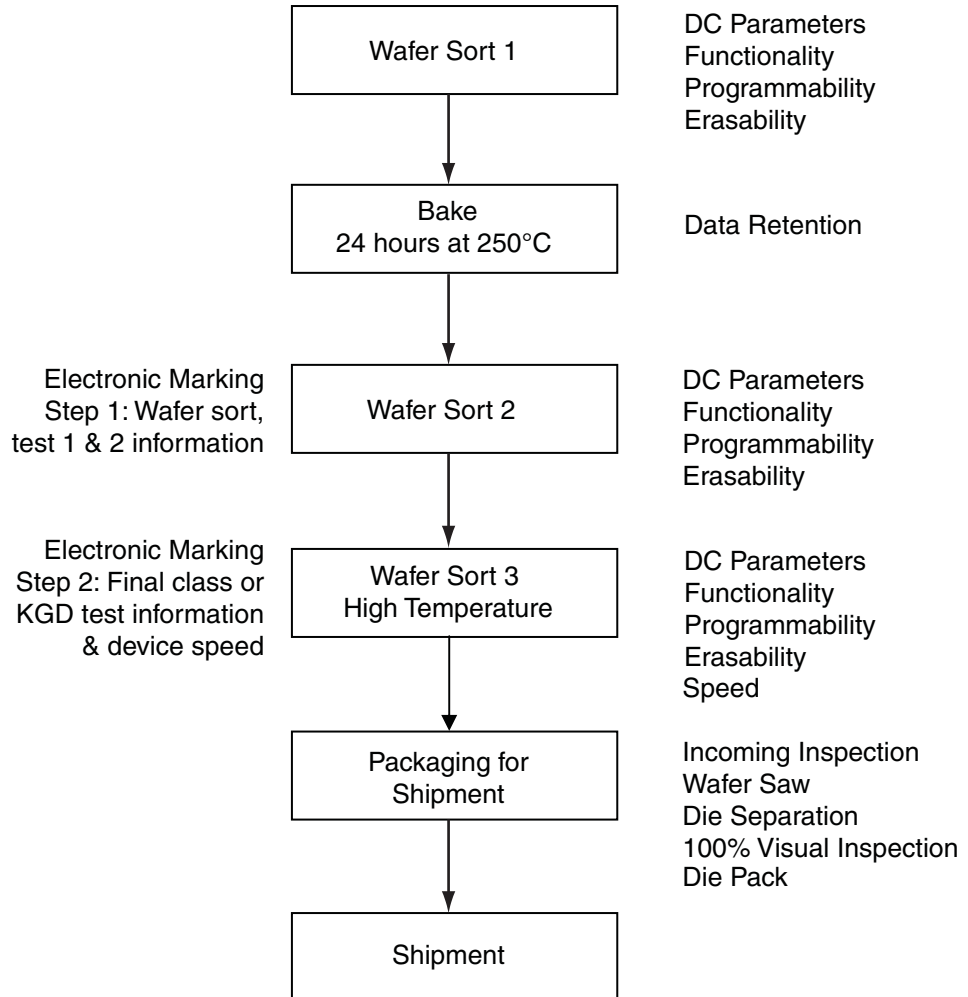 Wafer Sort 1
DC Parameters
Functionality
Programmability
Erasability
Bake
24 hours at 250°C
Data Retention
Electronic Marking
Step 1: Wafer sort,
test 1 & 2 information
Wafer Sort 2
DC Parameters
Functionality
Programmability
Erasability
Electronic Marking
Step 2: Final class or
KGD test information
& device speed
Wafer Sort 3
High Temperature
DC Parameters
Functionality
Programmability
Erasability
Speed
Packaging for
Shipment
Incoming Inspection
Wafer Saw
Die Separation
100% Visual Inspection
Die Pack
Shipment